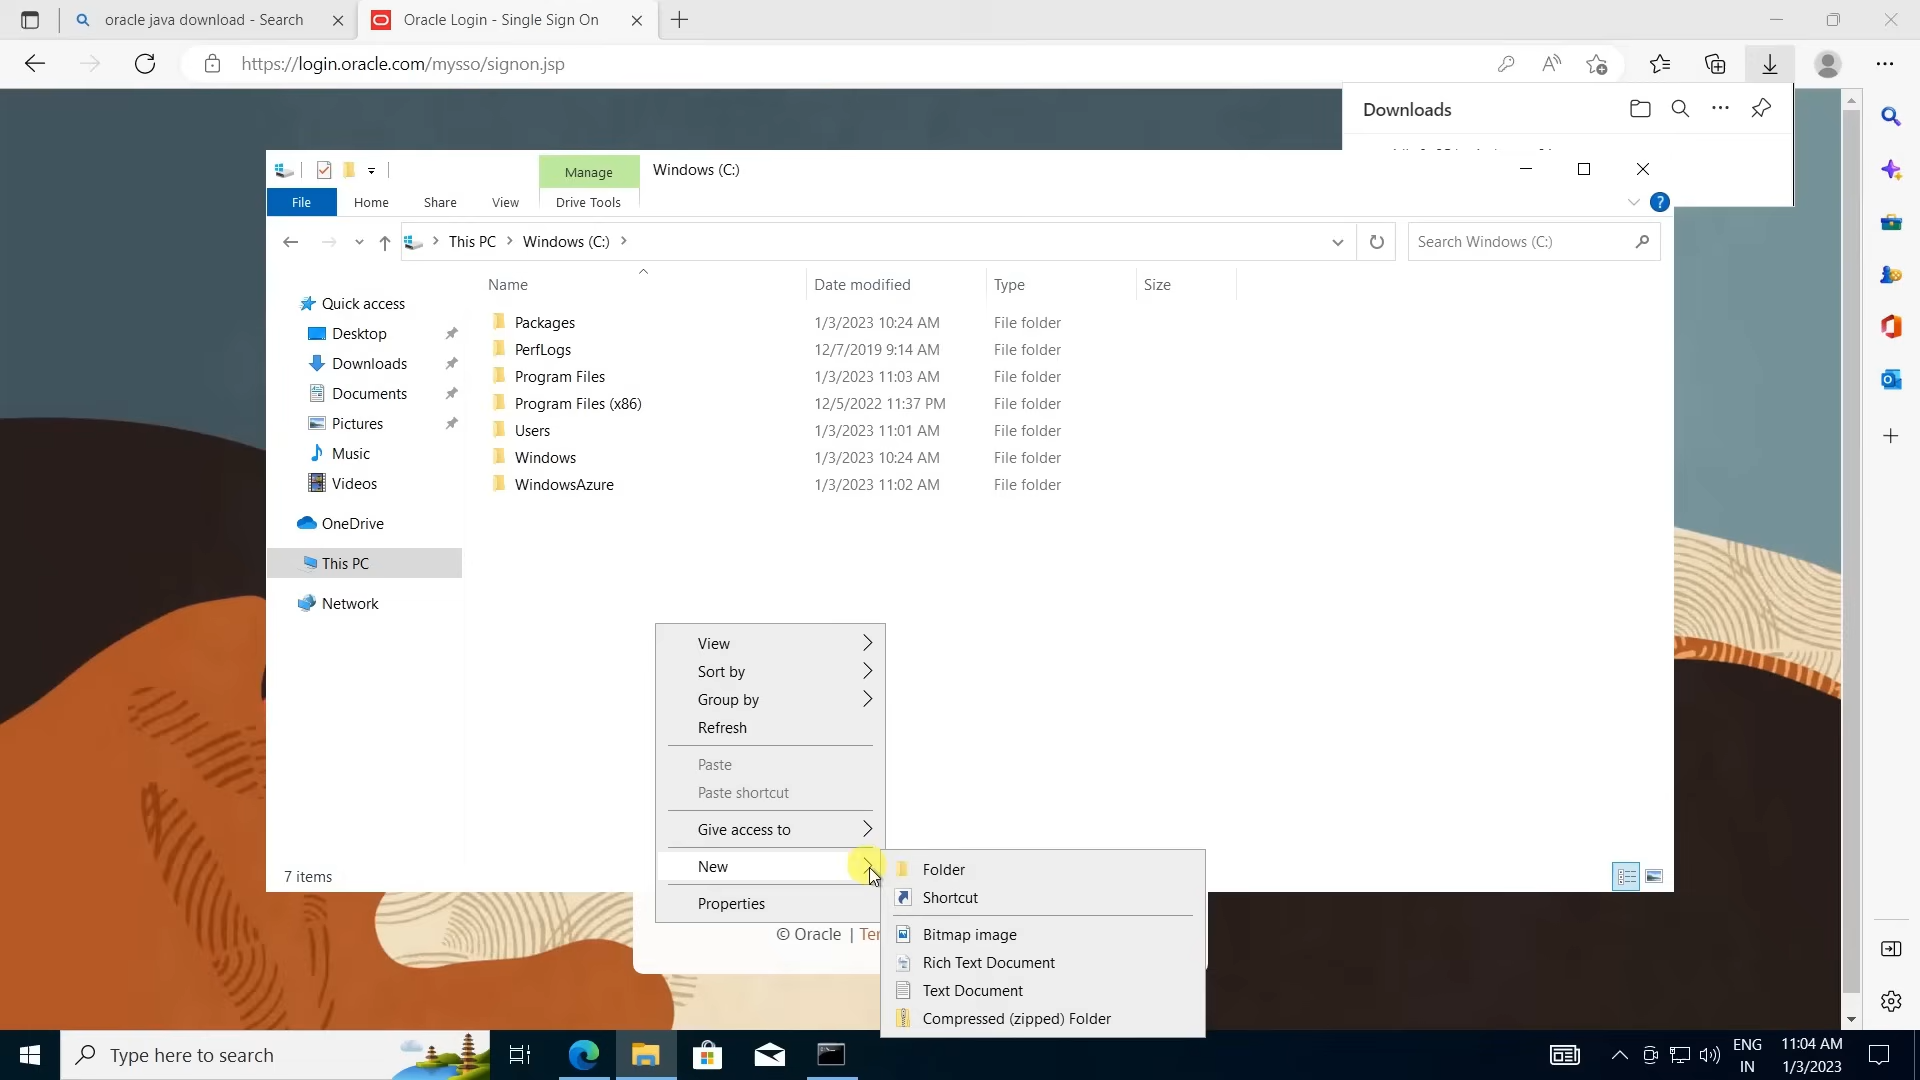 oracle java download - Search
Oracle Login - Single Sign On
https://login.oracle.com/mysso/signon.jsp
Downloads
Manage
Windows (C:)
File
Home
Share
View
Drive Tools
This PC
Windows (C:)
Search Windows (C:)
Name
Date modified
Type
Size
Quick access
Desktop
Downloads
Documents
Pictures
Music
Videos
OneDrive
This PC
Network
Packages 1/3/2023 10:24 AM File folder
PerfLogs 12/7/2019 9:14 AM File folder
Program Files 1/3/2023 11:03 AM File folder
Program Files (x86) 12/5/2022 11:37 PM File folder
Users 1/3/2023 11:01 AM File folder
Windows 1/3/2023 10:24 AM File folder
WindowsAzure 1/3/2023 11:02 AM File folder
View
Sort by
Group by
Refresh
Paste
Paste shortcut
Give access to
New
Properties
Folder
Shortcut
Bitmap image
Rich Text Document
Text Document
Compressed (zipped) Folder
7 items
© Oracle | Ter
Type here to search
ENG
IN
11:04 AM
1/3/2023